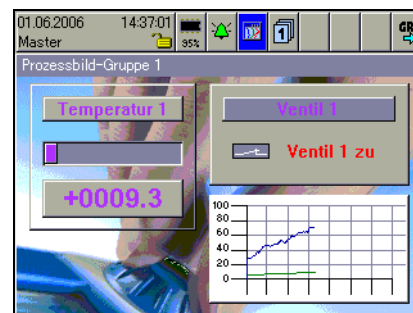 01.06.2006 14:37:01
Master
95%
1
GR
Prozessbild-Gruppe 1
Temperatur 1
+0009.3
Ventil 1
Ventil 1 zu
100
80
60
40
20
0